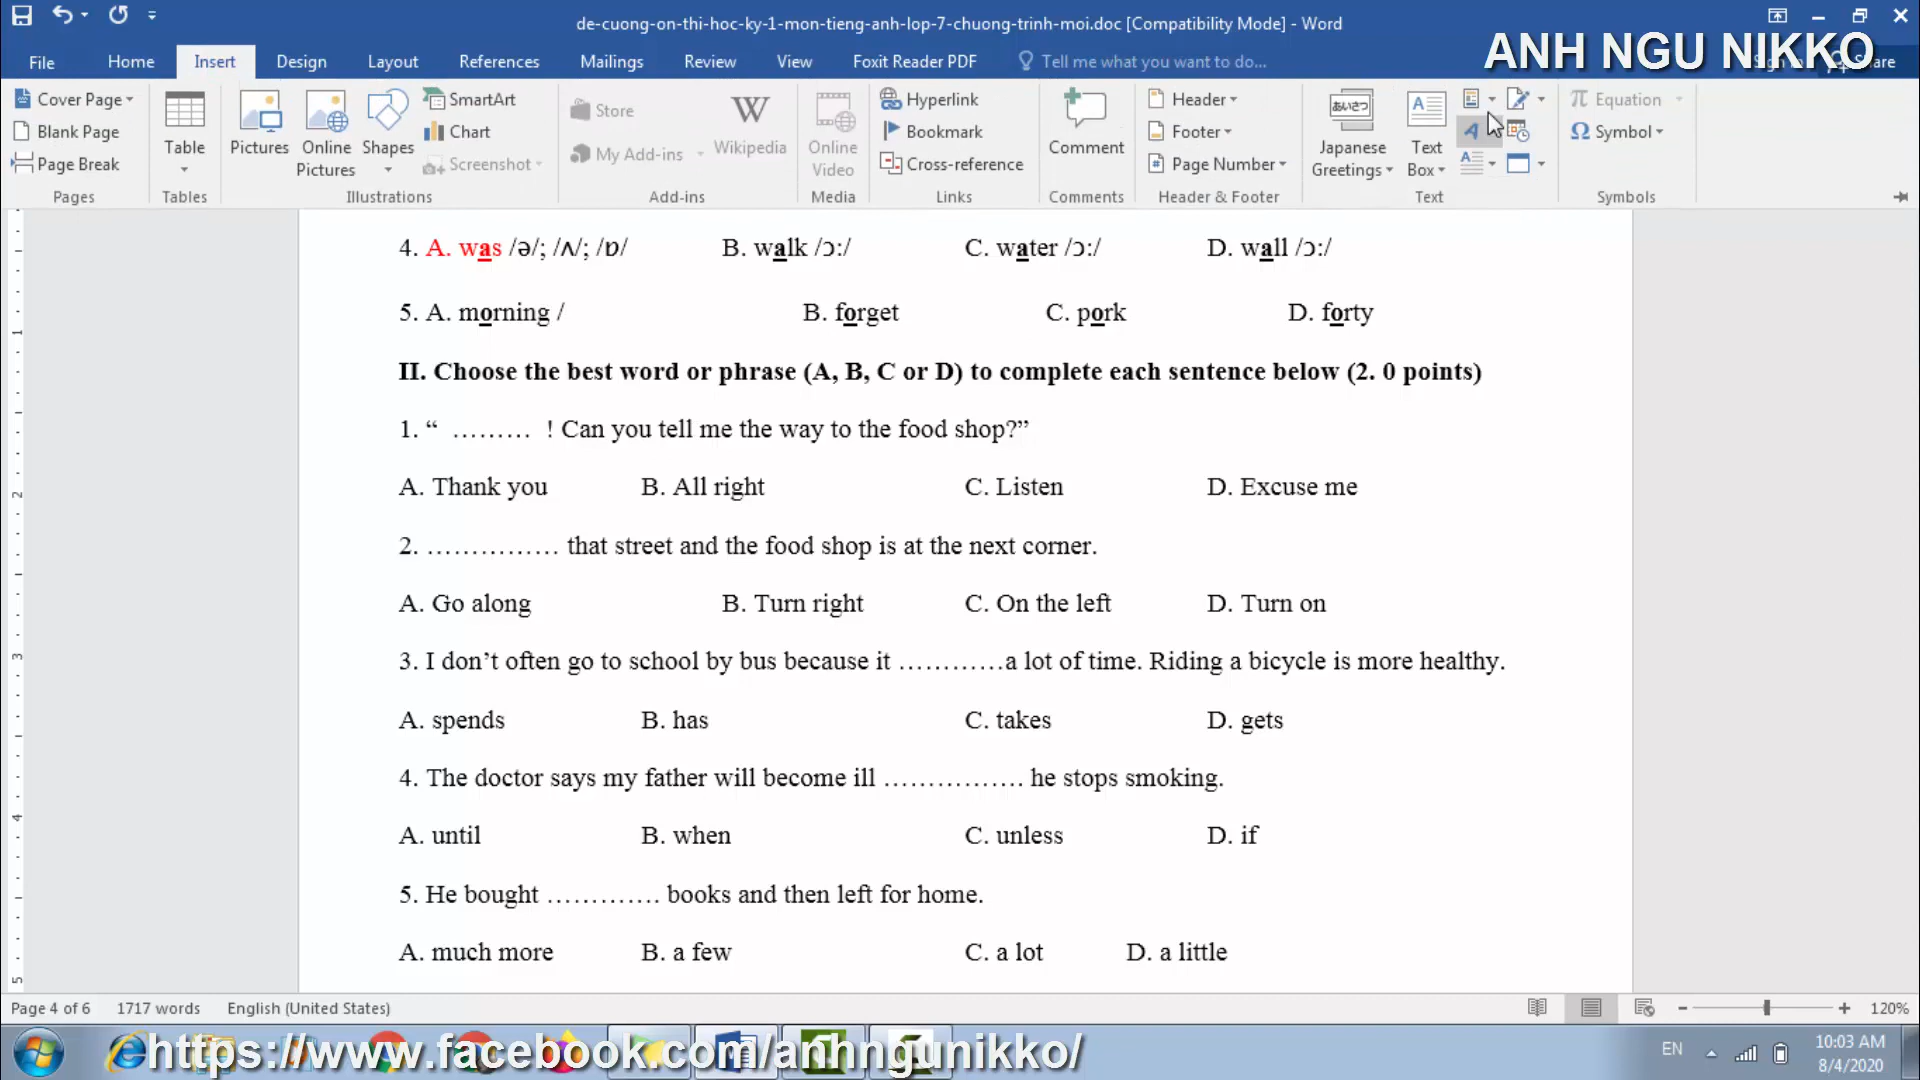 de-cuong-on-thi-hoc-ky-1-mon-tieng-anh-lop-7-chuong-trinh-moi.doc [Compatibility Mode] - Word
ANH NGU NIKKO
File Home Insert Design Layout References Mailings Review View Foxit Reader PDF Tell me what you want to do...
Cover Page
Blank Page
Page Break
Pages
Table
Tables
Pictures
Online Pictures
Shapes
SmartArt
Chart
Screenshot
Illustrations
Store
My Add-ins
Wikipedia
Add-ins
Online Video
Media
Hyperlink
Bookmark
Cross-reference
Links
Comment
Comments
Header
Footer
Page Number
Header & Footer
あいさつ
Japanese Greetings
Text Box
Text
Equation
Symbol
Symbols
4. A. was /ə/; /ʌ/; /ɒ/ B. walk /ɔ:/ C. water /ɔ:/ D. wall /ɔ:/
5. A. morning / B. forget C. pork D. forty
II. Choose the best word or phrase (A, B, C or D) to complete each sentence below (2. 0 points)
1. “ ……… ! Can you tell me the way to the food shop?”
A. Thank you B. All right C. Listen D. Excuse me
2. …………… that street and the food shop is at the next corner.
A. Go along B. Turn right C. On the left D. Turn on
3. I don’t often go to school by bus because it …………a lot of time. Riding a bicycle is more healthy.
A. spends B. has C. takes D. gets
4. The doctor says my father will become ill ……………. he stops smoking.
A. until B. when C. unless D. if
5. He bought …………. books and then left for home.
A. much more B. a few C. a lot D. a little
1
2
3
4
5
Page 4 of 6 1717 words English (United States) 120%
https://www.facebook.com/anhngunikko/
EN
10:03 AM
8/4/2020